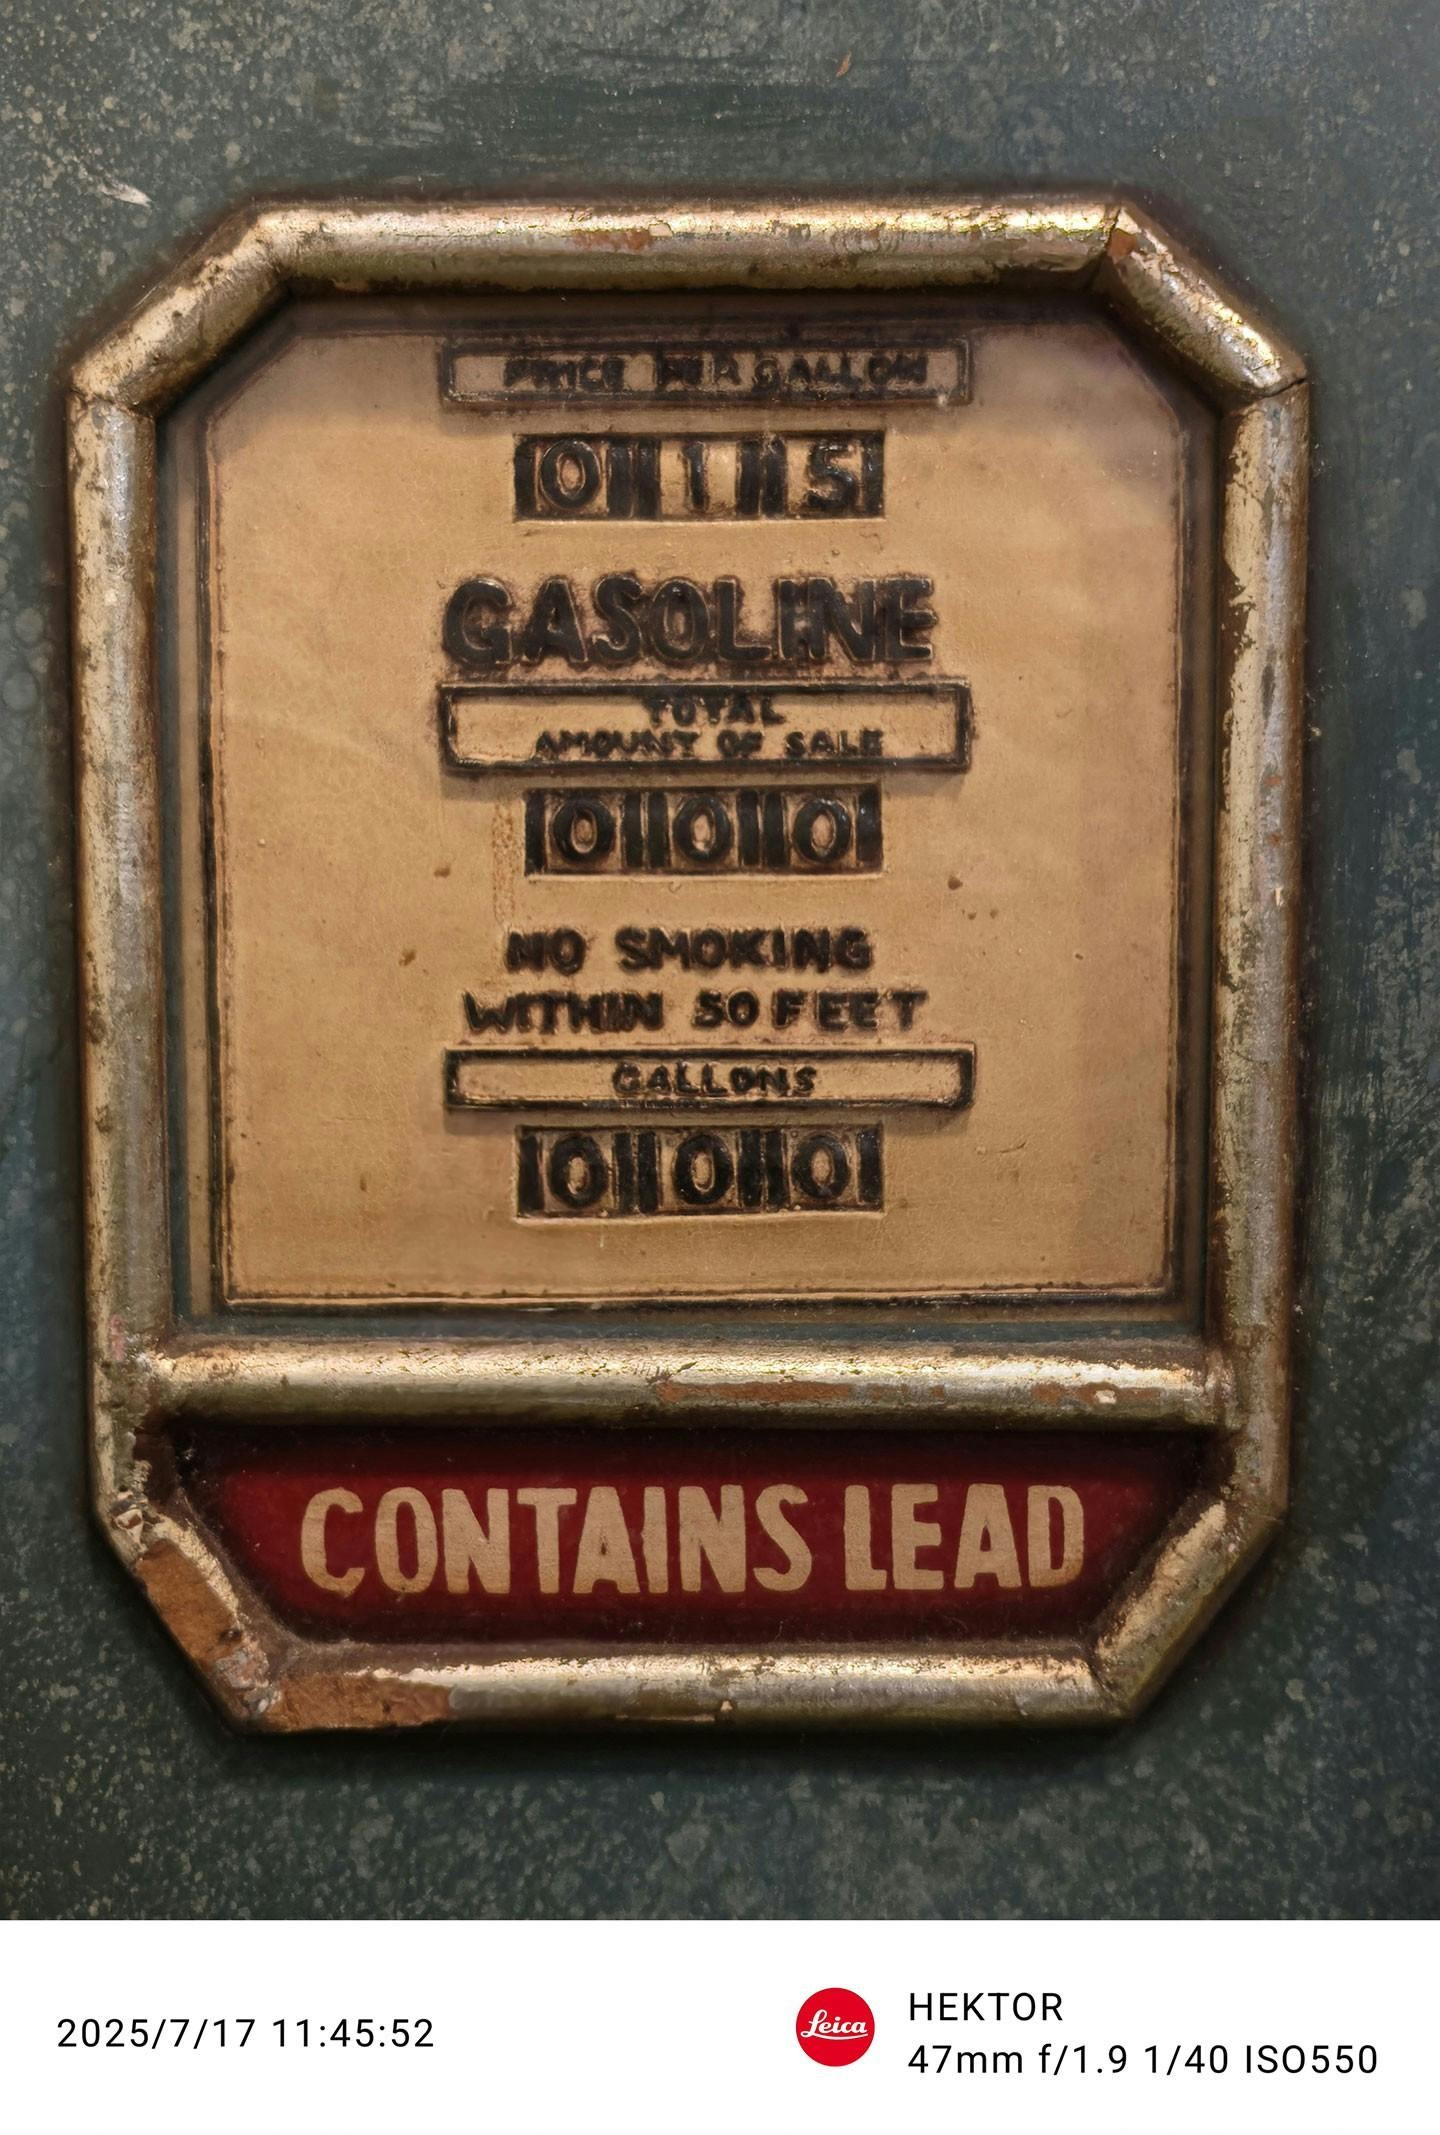 PRICE PER GALLON
0 1 5
GASOLINE
TOTAL
AMOUNT OF SALE
0 0 0
NO SMOKING
WITHIN 50 FEET
GALLONS
0 0 0
CONTAINS LEAD
2025/7/17 11:45:52
Leica
HEKTOR
47mm f/1.9 1/40 ISO550